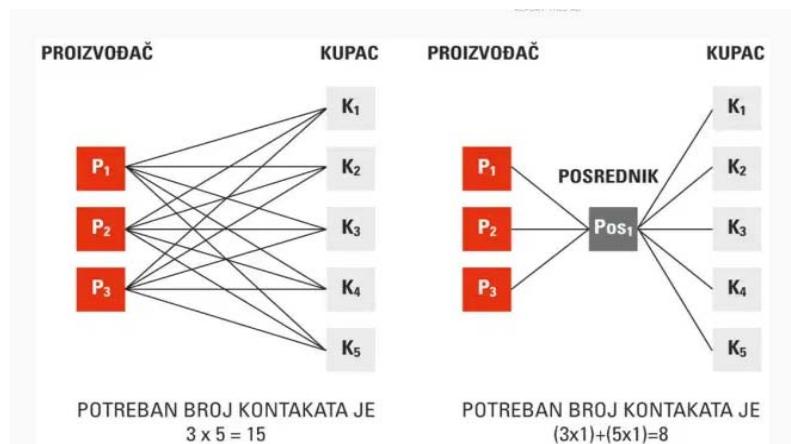 PROIZVOĐAČ KUPAC PROIZVOĐAČ KUPAC
K₁ K₁
P₁ K₂ P₁ POSREDNIK K₂
P₂ K₃ P₂ Pos₁ K₃
P₃ K₄ P₃ K₄
K₅ K₅
POTREBAN BROJ KONTAKATA JE POTREBAN BROJ KONTAKATA JE
3 x 5 = 15 (3x1)+(5x1)=8